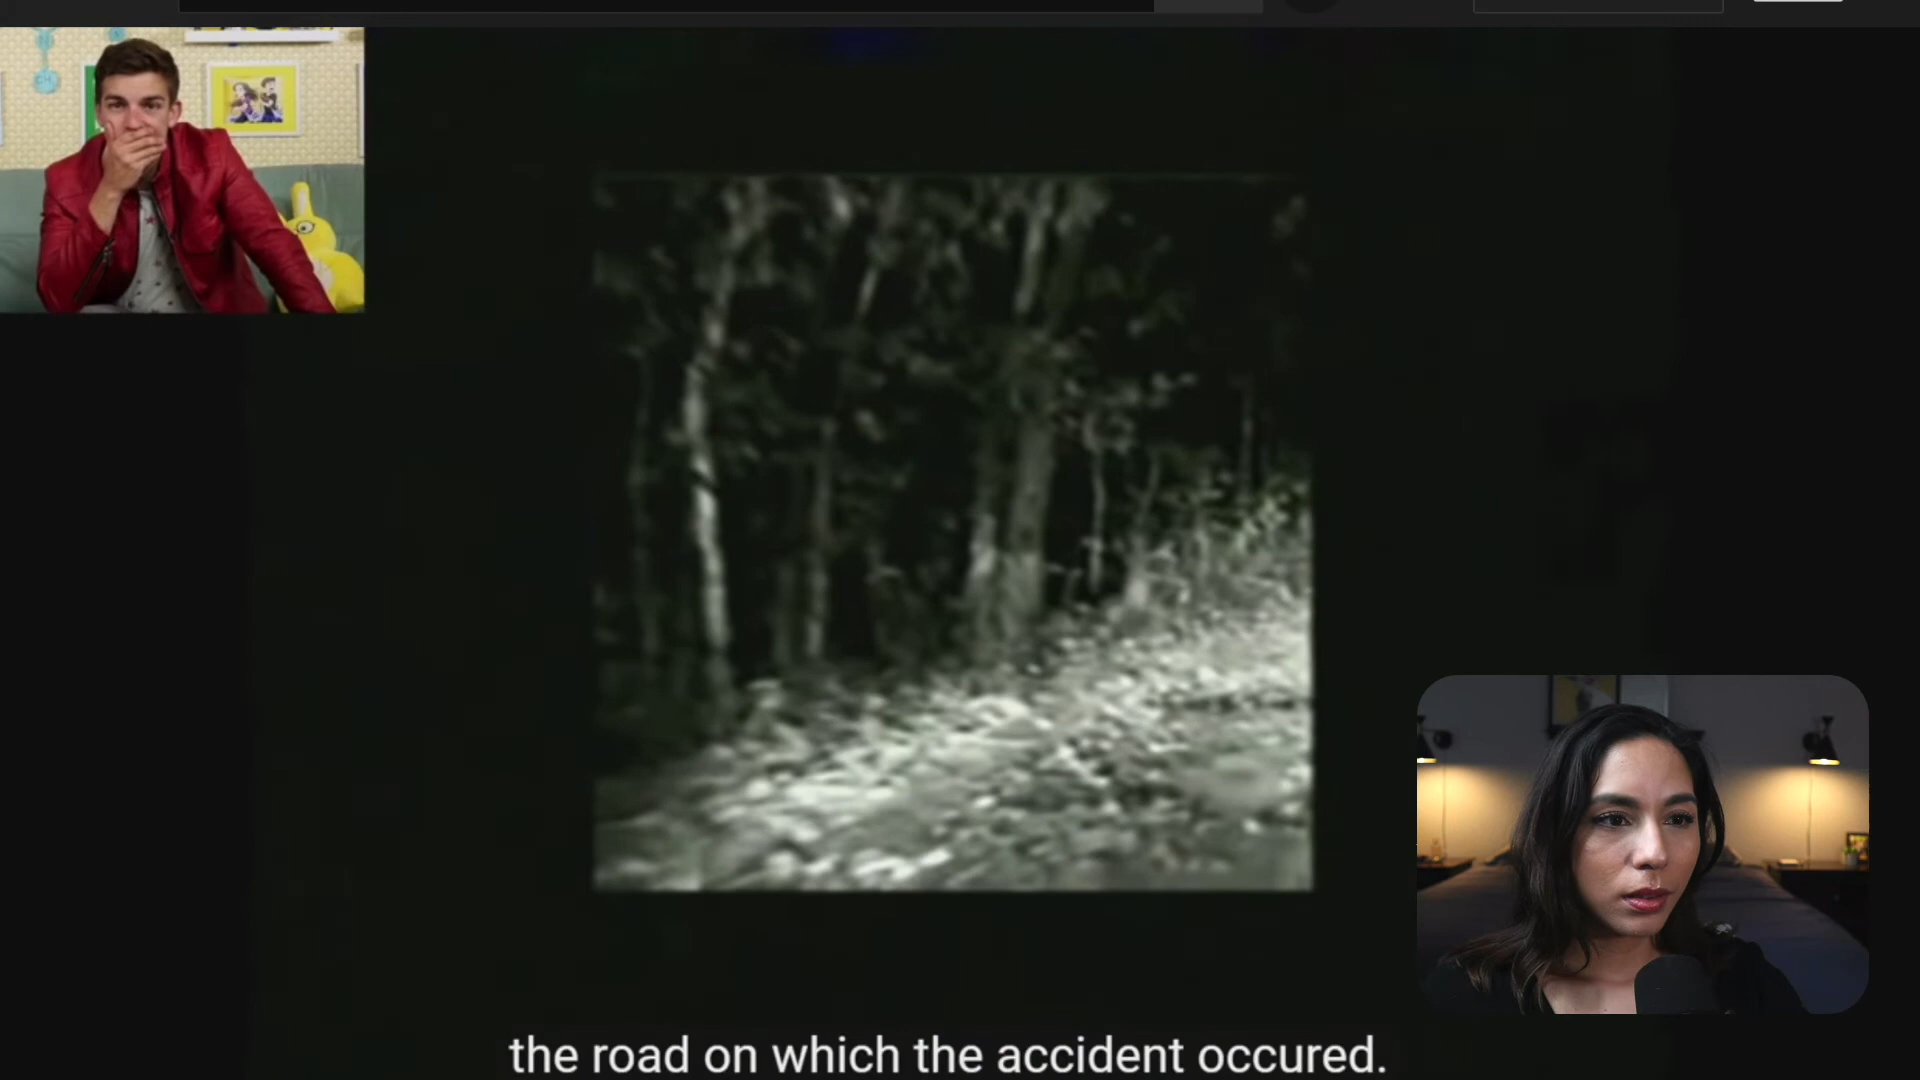 the road on which the accident occured.